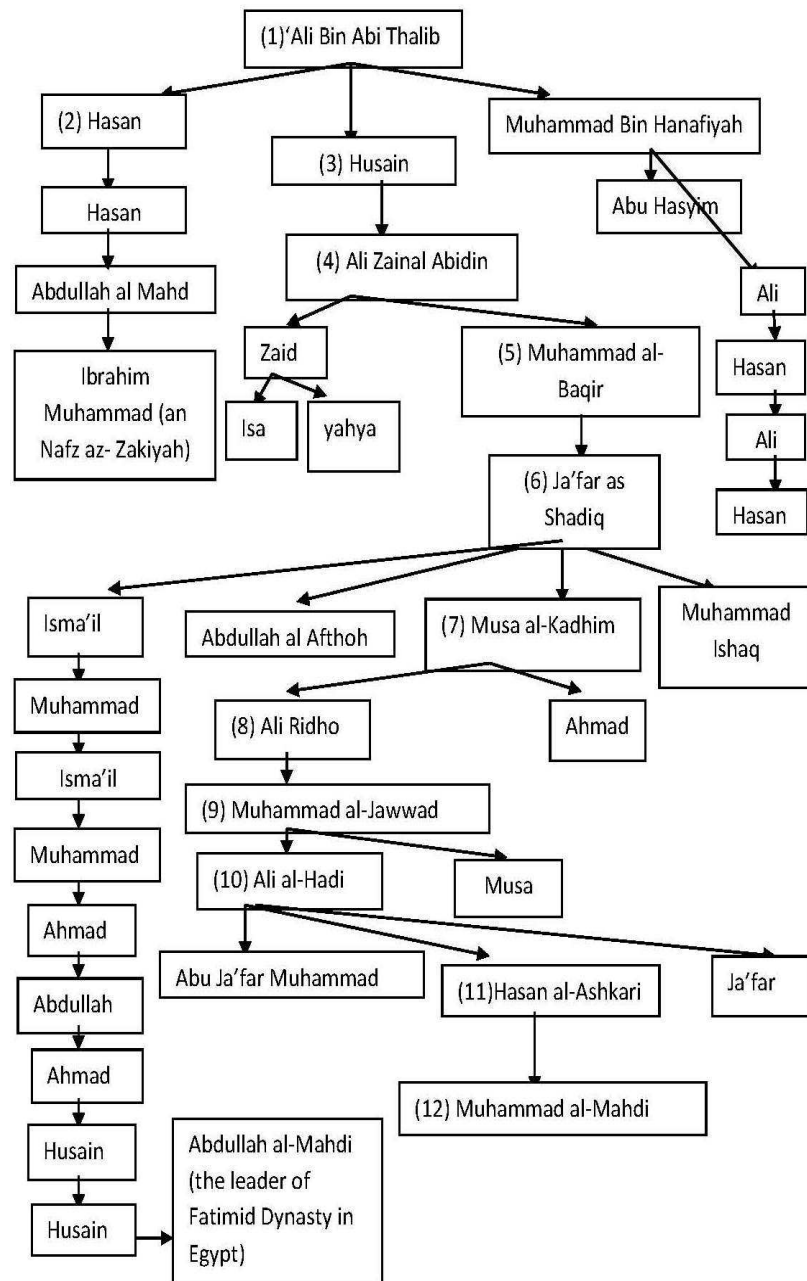 (1)‘Ali Bin Abi Thalib
(2) Hasan
Muhammad Bin Hanafiyah
(3) Husain
Hasan
Abu Hasyim
(4) Ali Zainal Abidin
Abdullah al Mahd
Ali
Zaid
(5) Muhammad al-
Baqir
Ibrahim
Muhammad (an
Nafz az- Zakiyah)
Hasan
Isa
yahya
Ali
(6) Ja’far as
Shadiq
Hasan
Isma’il
Abdullah al Afthoh
(7) Musa al-Kadhim
Muhammad
Ishaq
Muhammad
(8) Ali Ridho
Ahmad
Isma’il
(9) Muhammad al-Jawwad
Muhammad
(10) Ali al-Hadi
Musa
Ahmad
Abu Ja’far Muhammad
(11)Hasan al-Ashkari
Ja’far
Abdullah
Ahmad
(12) Muhammad al-Mahdi
Husain
Abdullah al-Mahdi
(the leader of
Fatimid Dynasty in
Egypt)
Husain